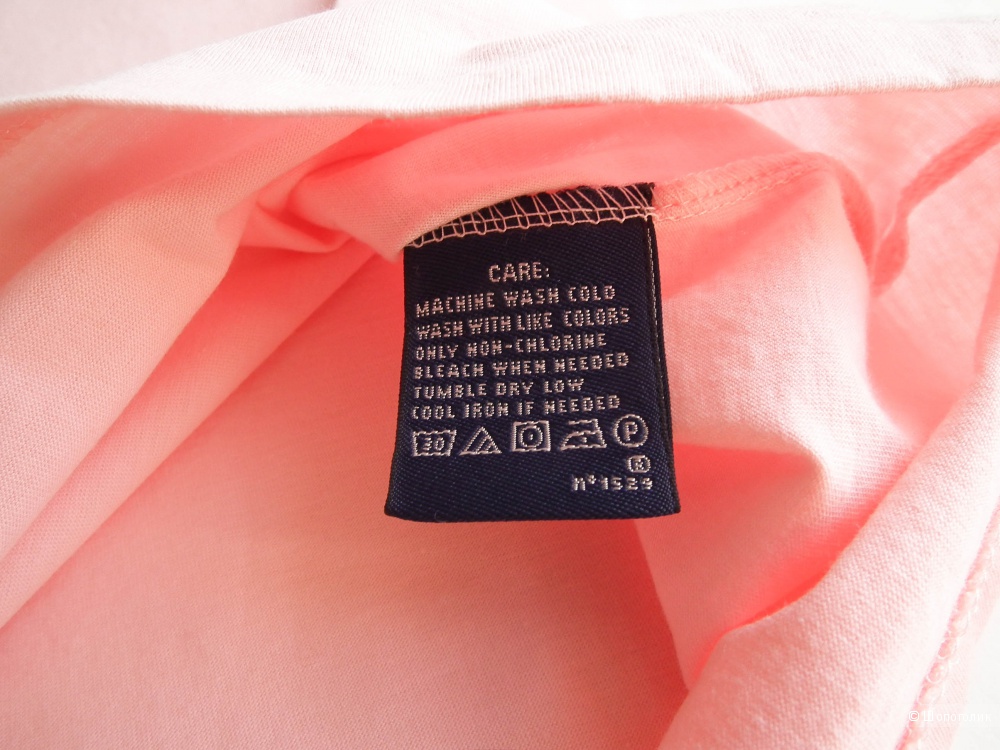 CARE:
MACHINE WASH COLD
WASH WITH LIKE COLORS
ONLY NON-CHLORINE
BLEACH WHEN NEEDED
TUMBLE DRY LOW
COOL IRON IF NEEDED
30 P
R
nº1529